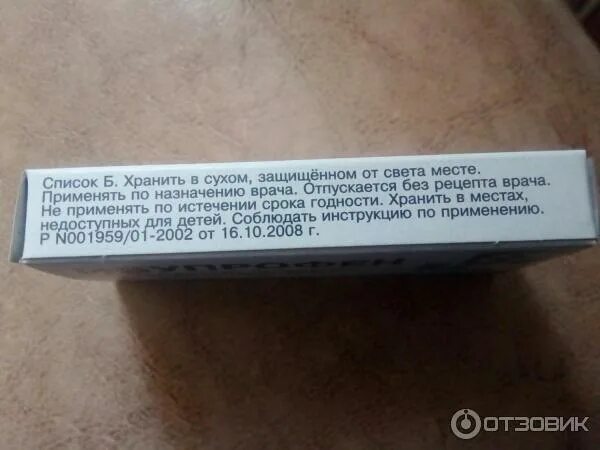 Список Б. Хранить в сухом, защищённом от света месте.
Применять по назначению врача. Отпускается без рецепта врача.
Не применять по истечении срока годности. Хранить в местах,
недоступных для детей. Соблюдать инструкцию по применению.
Р N001959/01-2002 от 16.10.2008 г.
УПРОФЕН
ОТЗОВИК